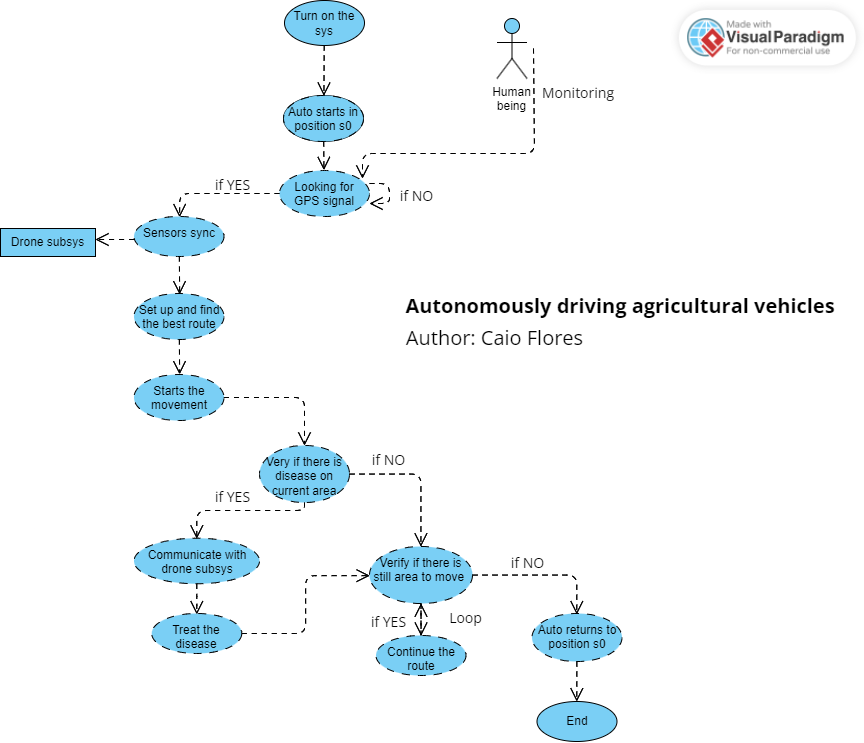 Turn on the
sys
Made with
Visual Paradigm
For non-commercial use
Human
being
Monitoring
Auto starts in
position s0
Looking for
GPS signal
if YES
if NO
Sensors sync
Drone subsys
Set up and find
the best route
Autonomously driving agricultural vehicles
Author: Caio Flores
Starts the
movement
Very if there is
disease on
current area
if NO
if YES
Communicate with
drone subsys
Verify if there is
still area to move
if NO
Treat the
disease
if YES
Loop
Continue the
route
Auto returns to
position s0
End